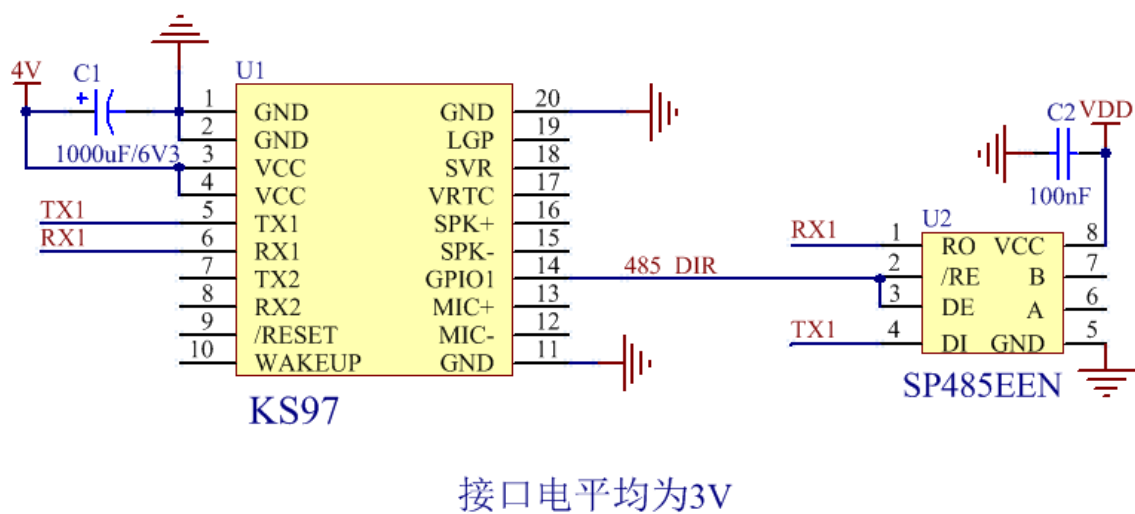 4V
C1
1000uF/6V3
U1
1 GND GND 20
2 GND LGP 19
3 VCC SVR 18
4 VCC VRTC 17
TX1 5 TX1 SPK+ 16
RX1 6 RX1 SPK- 15
7 TX2 GPIO1 14 485_DIR
8 RX2 MIC+ 13
9 /RESET MIC- 12
10 WAKEUP GND 11
KS97
C2 VDD
100nF
U2
RX1 1 RO VCC 8
2 /RE B 7
3 DE A 6
TX1 4 DI GND 5
SP485EEN
接口电平均为3V